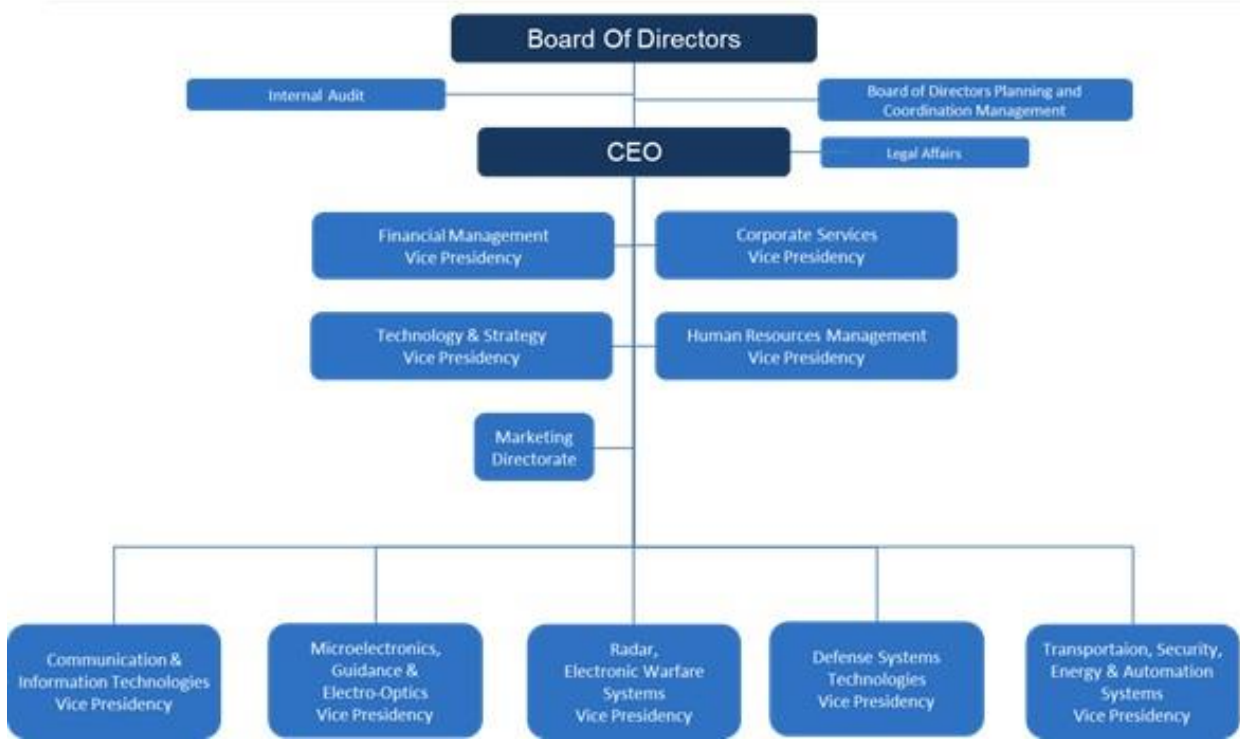 Board Of Directors
Internal Audit
Board of Directors Planning and
Coordination Management
CEO
Legal Affairs
Financial Management
Vice Presidency
Corporate Services
Vice Presidency
Technology & Strategy
Vice Presidency
Human Resources Management
Vice Presidency
Marketing
Directorate
Communication &
Information Technologies
Vice Presidency
Microelectronics,
Guidance &
Electro-Optics
Vice Presidency
Radar,
Electronic Warfare
Systems
Vice Presidency
Defense Systems
Technologies
Vice Presidency
Transportaion, Security,
Energy & Automation
Systems
Vice Presidency